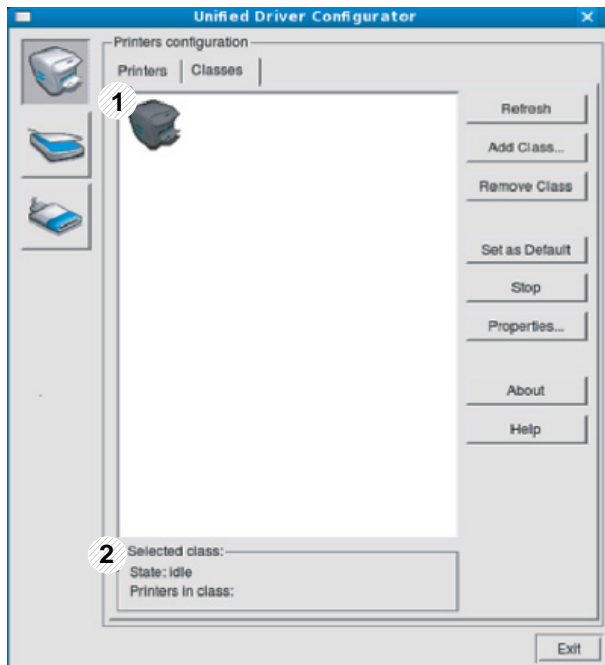 Unified Driver Configurator
Printers configuration
Printers Classes
1
Refresh
Add Class...
Remove Class
Set as Default
Stop
Properties...
About
Help
2
Selected class:
State: idle
Printers in class:
Exit